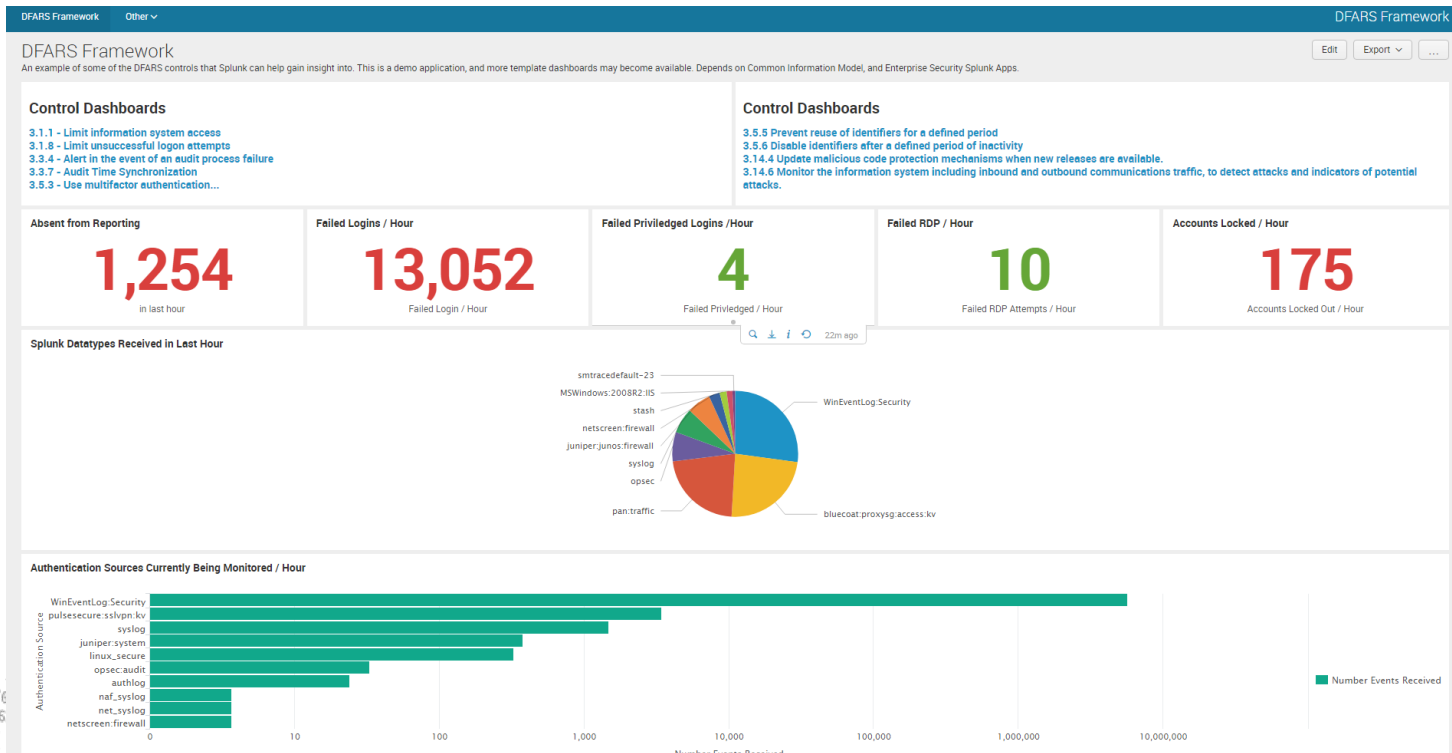 DFARS Framework
Other
DFARS Framework
DFARS Framework
Edit
Export
...
An example of some of the DFARS controls that Splunk can help gain insight into. This is a demo application, and more template dashboards may become available. Depends on Common Information Model, and Enterprise Security Splunk Apps.
Control Dashboards
3.1.1 - Limit information system access
3.1.8 - Limit unsuccessful logon attempts
3.3.4 - Alert in the event of an audit process failure
3.3.7 - Audit Time Synchronization
3.5.3 - Use multifactor authentication...
Control Dashboards
3.5.5 Prevent reuse of identifiers for a defined period
3.5.6 Disable identifiers after a defined period of inactivity
3.14.4 Update malicious code protection mechanisms when new releases are available.
3.14.6 Monitor the information system including inbound and outbound communications traffic, to detect attacks and indicators of potential
attacks.
Absent from Reporting
1,254
in last hour
Failed Logins / Hour
13,052
Failed Login / Hour
Failed Priviledged Logins /Hour
4
Failed Privledged / Hour
Failed RDP / Hour
10
Failed RDP Attempts / Hour
Accounts Locked / Hour
175
Accounts Locked Out / Hour
22m ago
Splunk Datatypes Received in Last Hour
smtracedefault-23
MSWindows:2008R2:IIS
stash
netscreen:firewall
juniper:junos:firewall
syslog
opsec
pan:traffic
WinEventLog:Security
bluecoat:proxysg:access:kv
Authentication Sources Currently Being Monitored / Hour
Authentication Source
WinEventLog:Security
pulsesecure:sslvpn:kv
syslog
juniper:system
linux_secure
opsec:audit
authlog
naf_syslog
net_syslog
netscreen:firewall
Number Events Received
0
10
100
1,000
10,000
100,000
1,000,000
10,000,000
Number Events Received